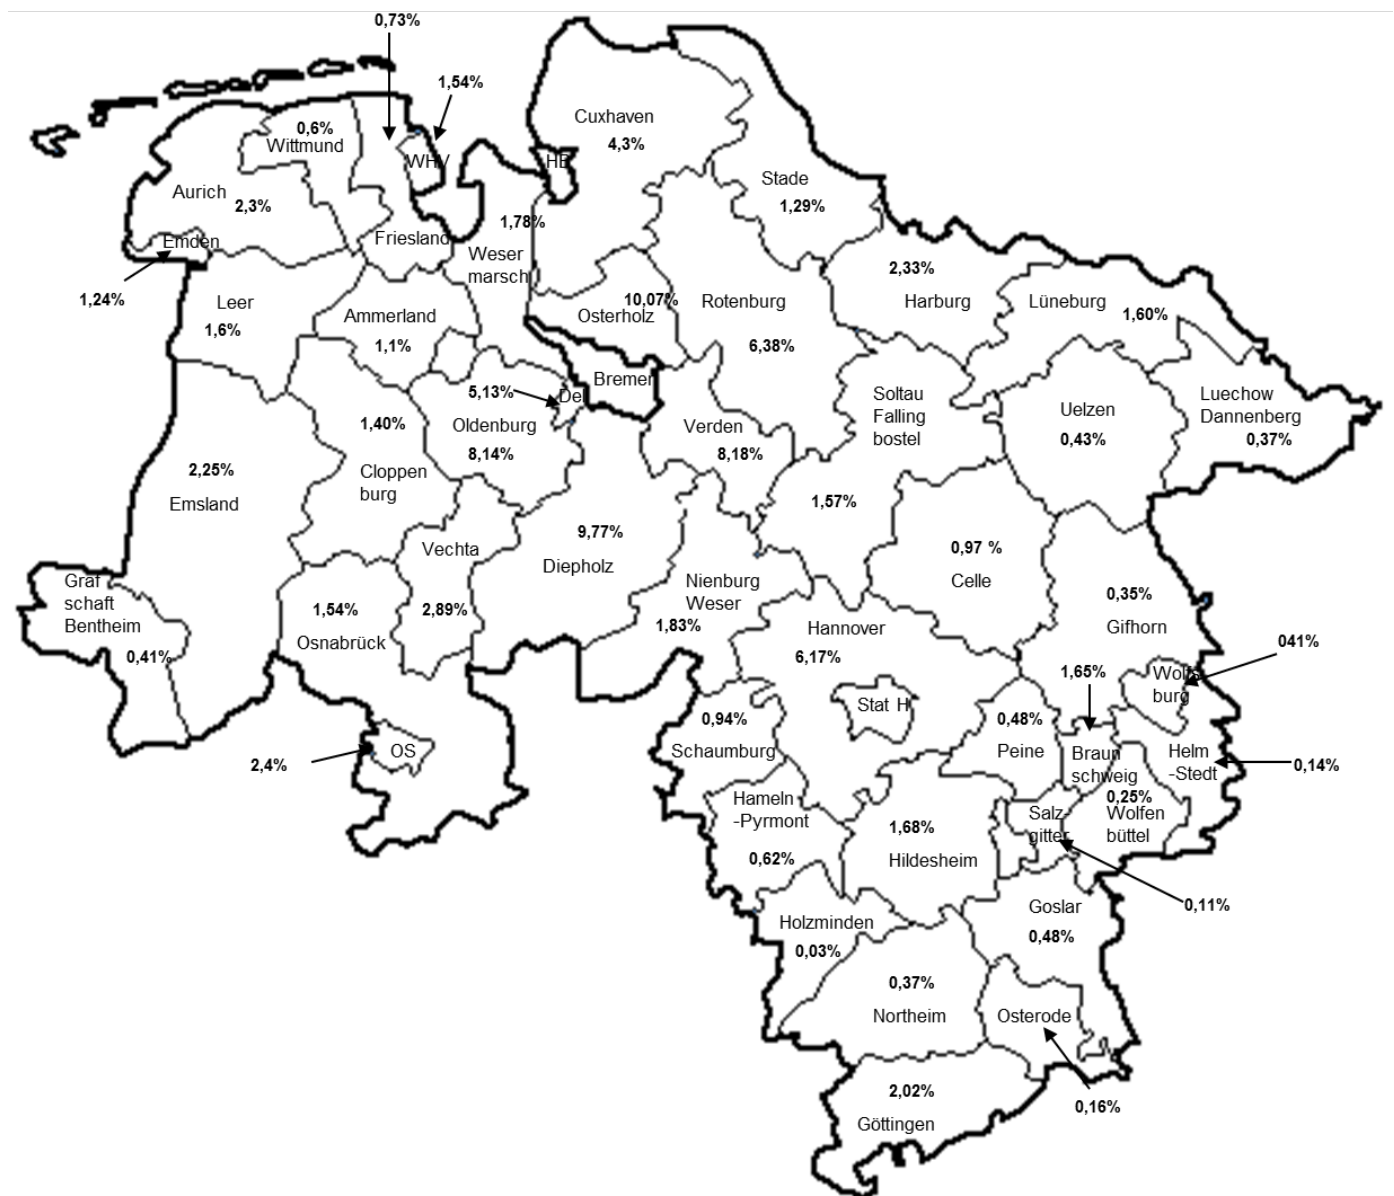 0,73%
1,54%
Cuxhaven
4,3%
0,6%
Wittmund
WHV
HB
Stade
1,29%
Aurich
2,3%
1,78%
Emden
Friesland
Weser
marsch
1,24%
2,33%
Harburg
Leer
1,6%
Ammerland
1,1%
10,07%
Osterholz
Rotenburg
6,38%
Lüneburg
1,60%
Bremen
5,13%
Del
Oldenburg
8,14%
1,40%
Cloppen
burg
Verden
8,18%
Soltau
Falling
bostel
1,57%
Uelzen
0,43%
Luechow
Dannenberg
0,37%
2,25%
Emsland
9,77%
Diepholz
Vechta
2,89%
0,97 %
Celle
Graf
schaft
Bentheim
0,41%
1,54%
Osnabrück
Nienburg
Weser
1,83%
Hannover
6,17%
0,35%
Gifhorn
041%
1,65%
Wolfs
burg
Stat H
0,94%
Schaumburg
0,48%
Peine
Braun
schweig
Helm
-Stedt
0,14%
OS
2,4%
Hameln
-Pyrmont
0,62%
1,68%
Hildesheim
Salz-
gitter
0,25%
Wolfen
büttel
0,11%
Goslar
0,48%
Holzminden
0,03%
0,37%
Northeim
Osterode
0,16%
2,02%
Göttingen